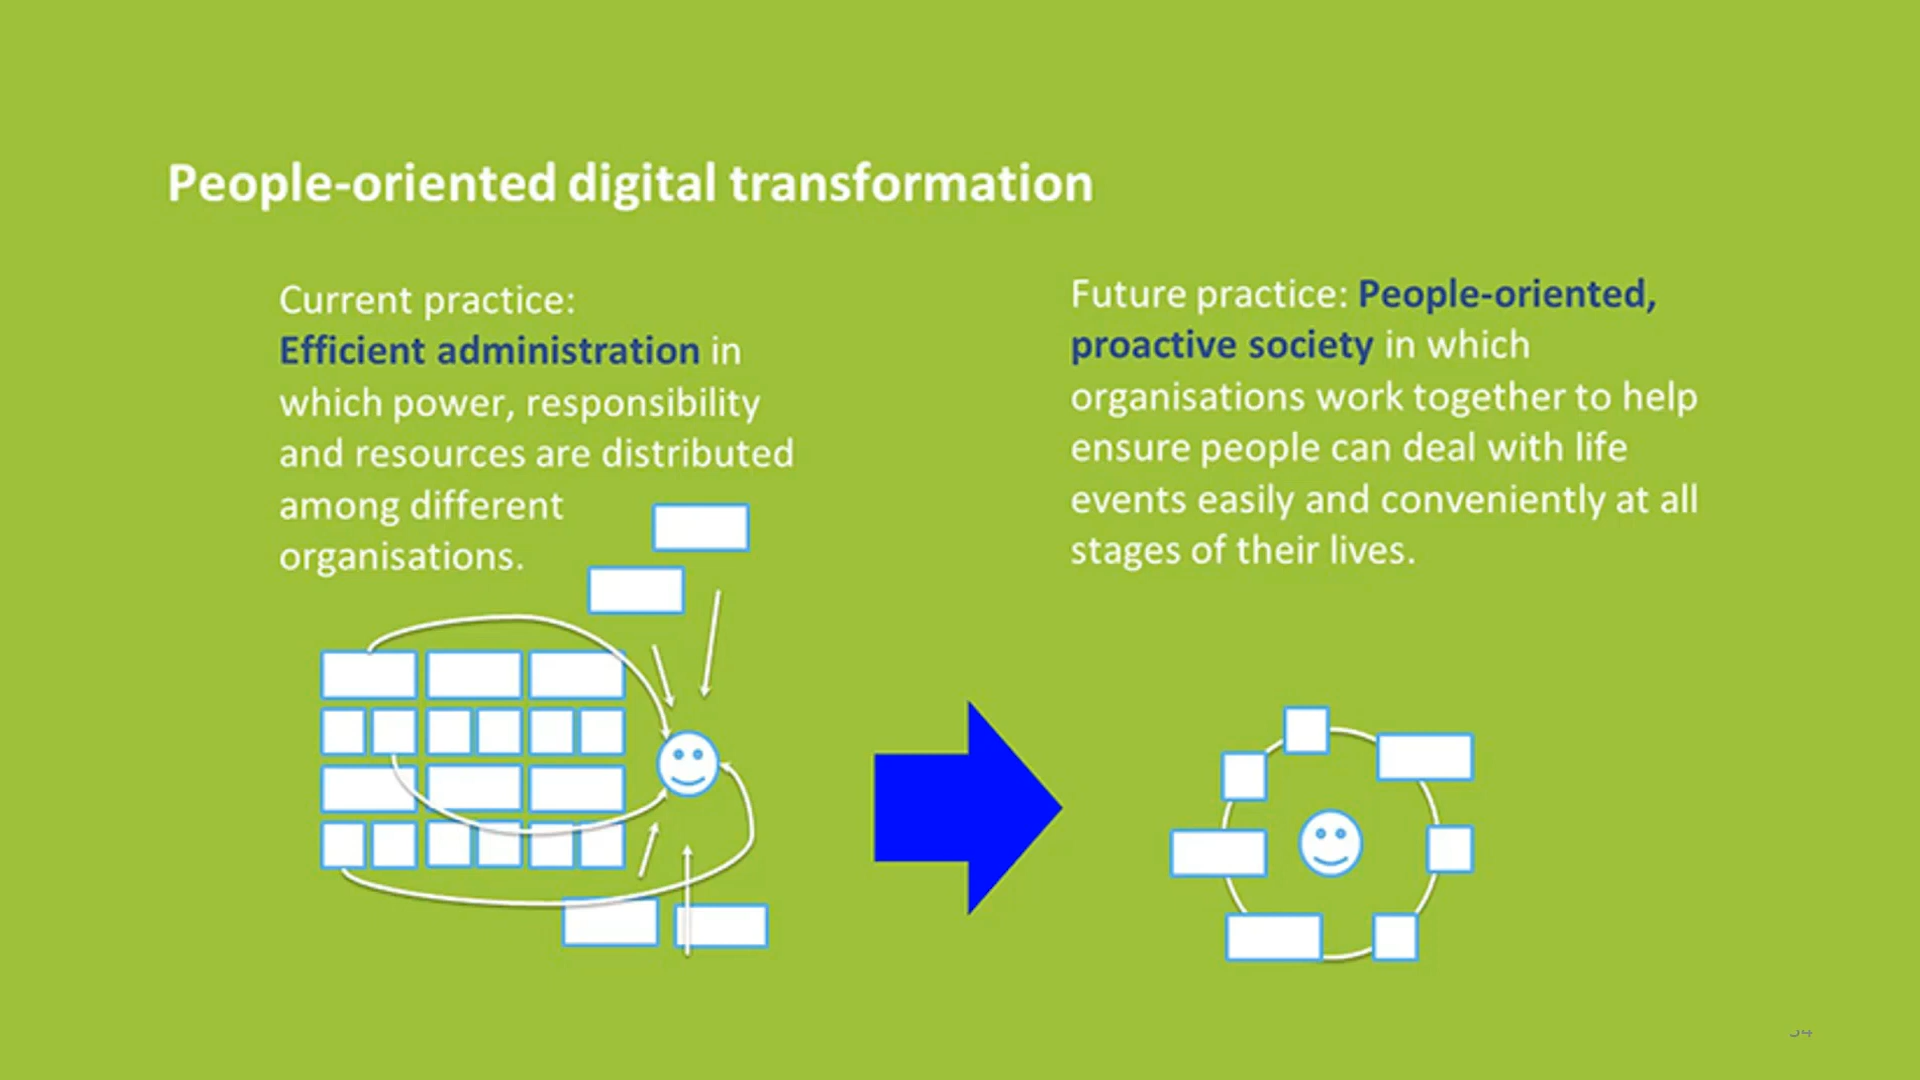 People-oriented digital transformation
Current practice:
Efficient administration in
which power, responsibility
and resources are distributed
among different
organisations.
Future practice: People-oriented,
proactive society in which
organisations work together to help
ensure people can deal with life
events easily and conveniently at all
stages of their lives.